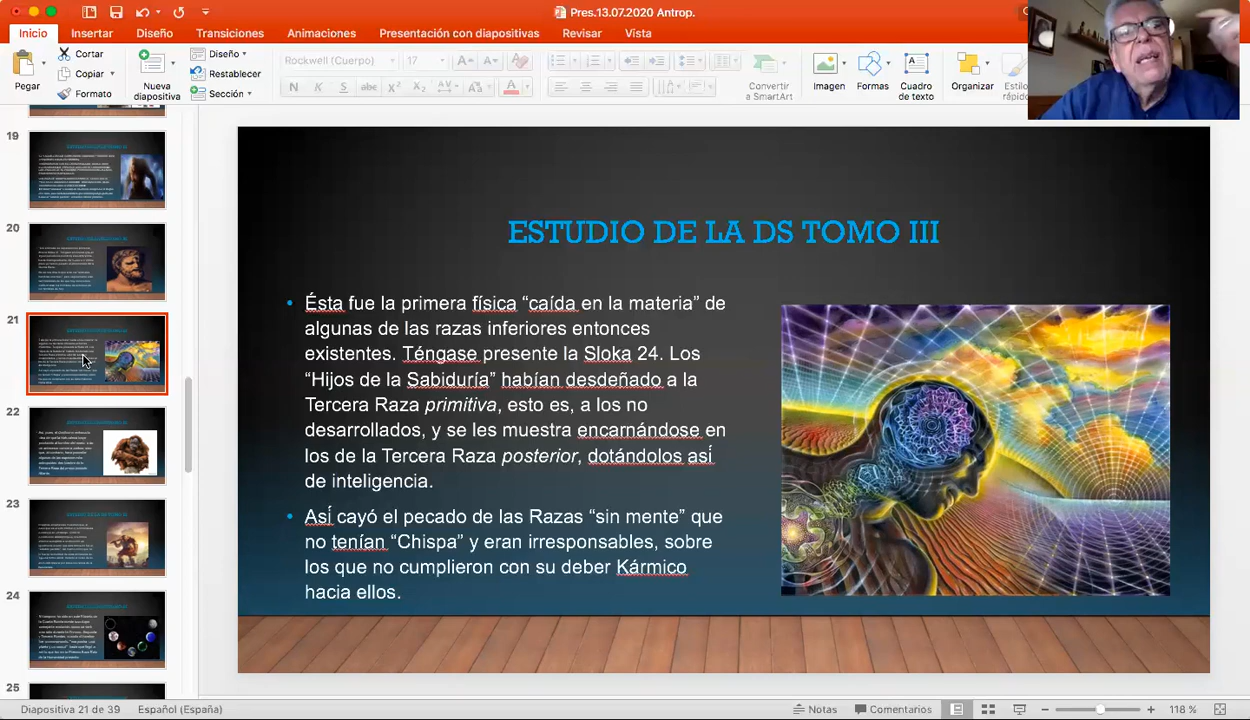 Pres.13.07.2020 Antrop.
Inicio Insertar Diseño Transiciones Animaciones Presentación con diapositivas Revisar Vista
Pegar
Cortar
Copiar
Formato
Nueva
diapositiva
Diseño
Restablecer
Sección
Rockwell (Cuerpo) 17
N K S abc X² X₂ AV Aa A
Convertir
a SmartArt
Imagen
Formas
Cuadro
de texto
Organizar
Estilo
rápido
19
20
21
22
23
24
25
ESTUDIO DE LA DS TOMO III
• Ésta fue la primera física “caída en la materia” de
algunas de las razas inferiores entonces
existentes. Téngase presente la Sloka 24. Los
“Hijos de la Sabiduría” habían desdeñado a la
Tercera Raza primitiva, esto es, a los no
desarrollados, y se les muestra encarnándose en
los de la Tercera Raza posterior, dotándolos así
de inteligencia.
• Así cayó el pecado de las Razas “sin mente” que
no tenían “Chispa” y eran irresponsables, sobre
los que no cumplieron con su deber Kármico
hacia ellos.
Diapositiva 21 de 39 Español (España) Notas Comentarios 118 %